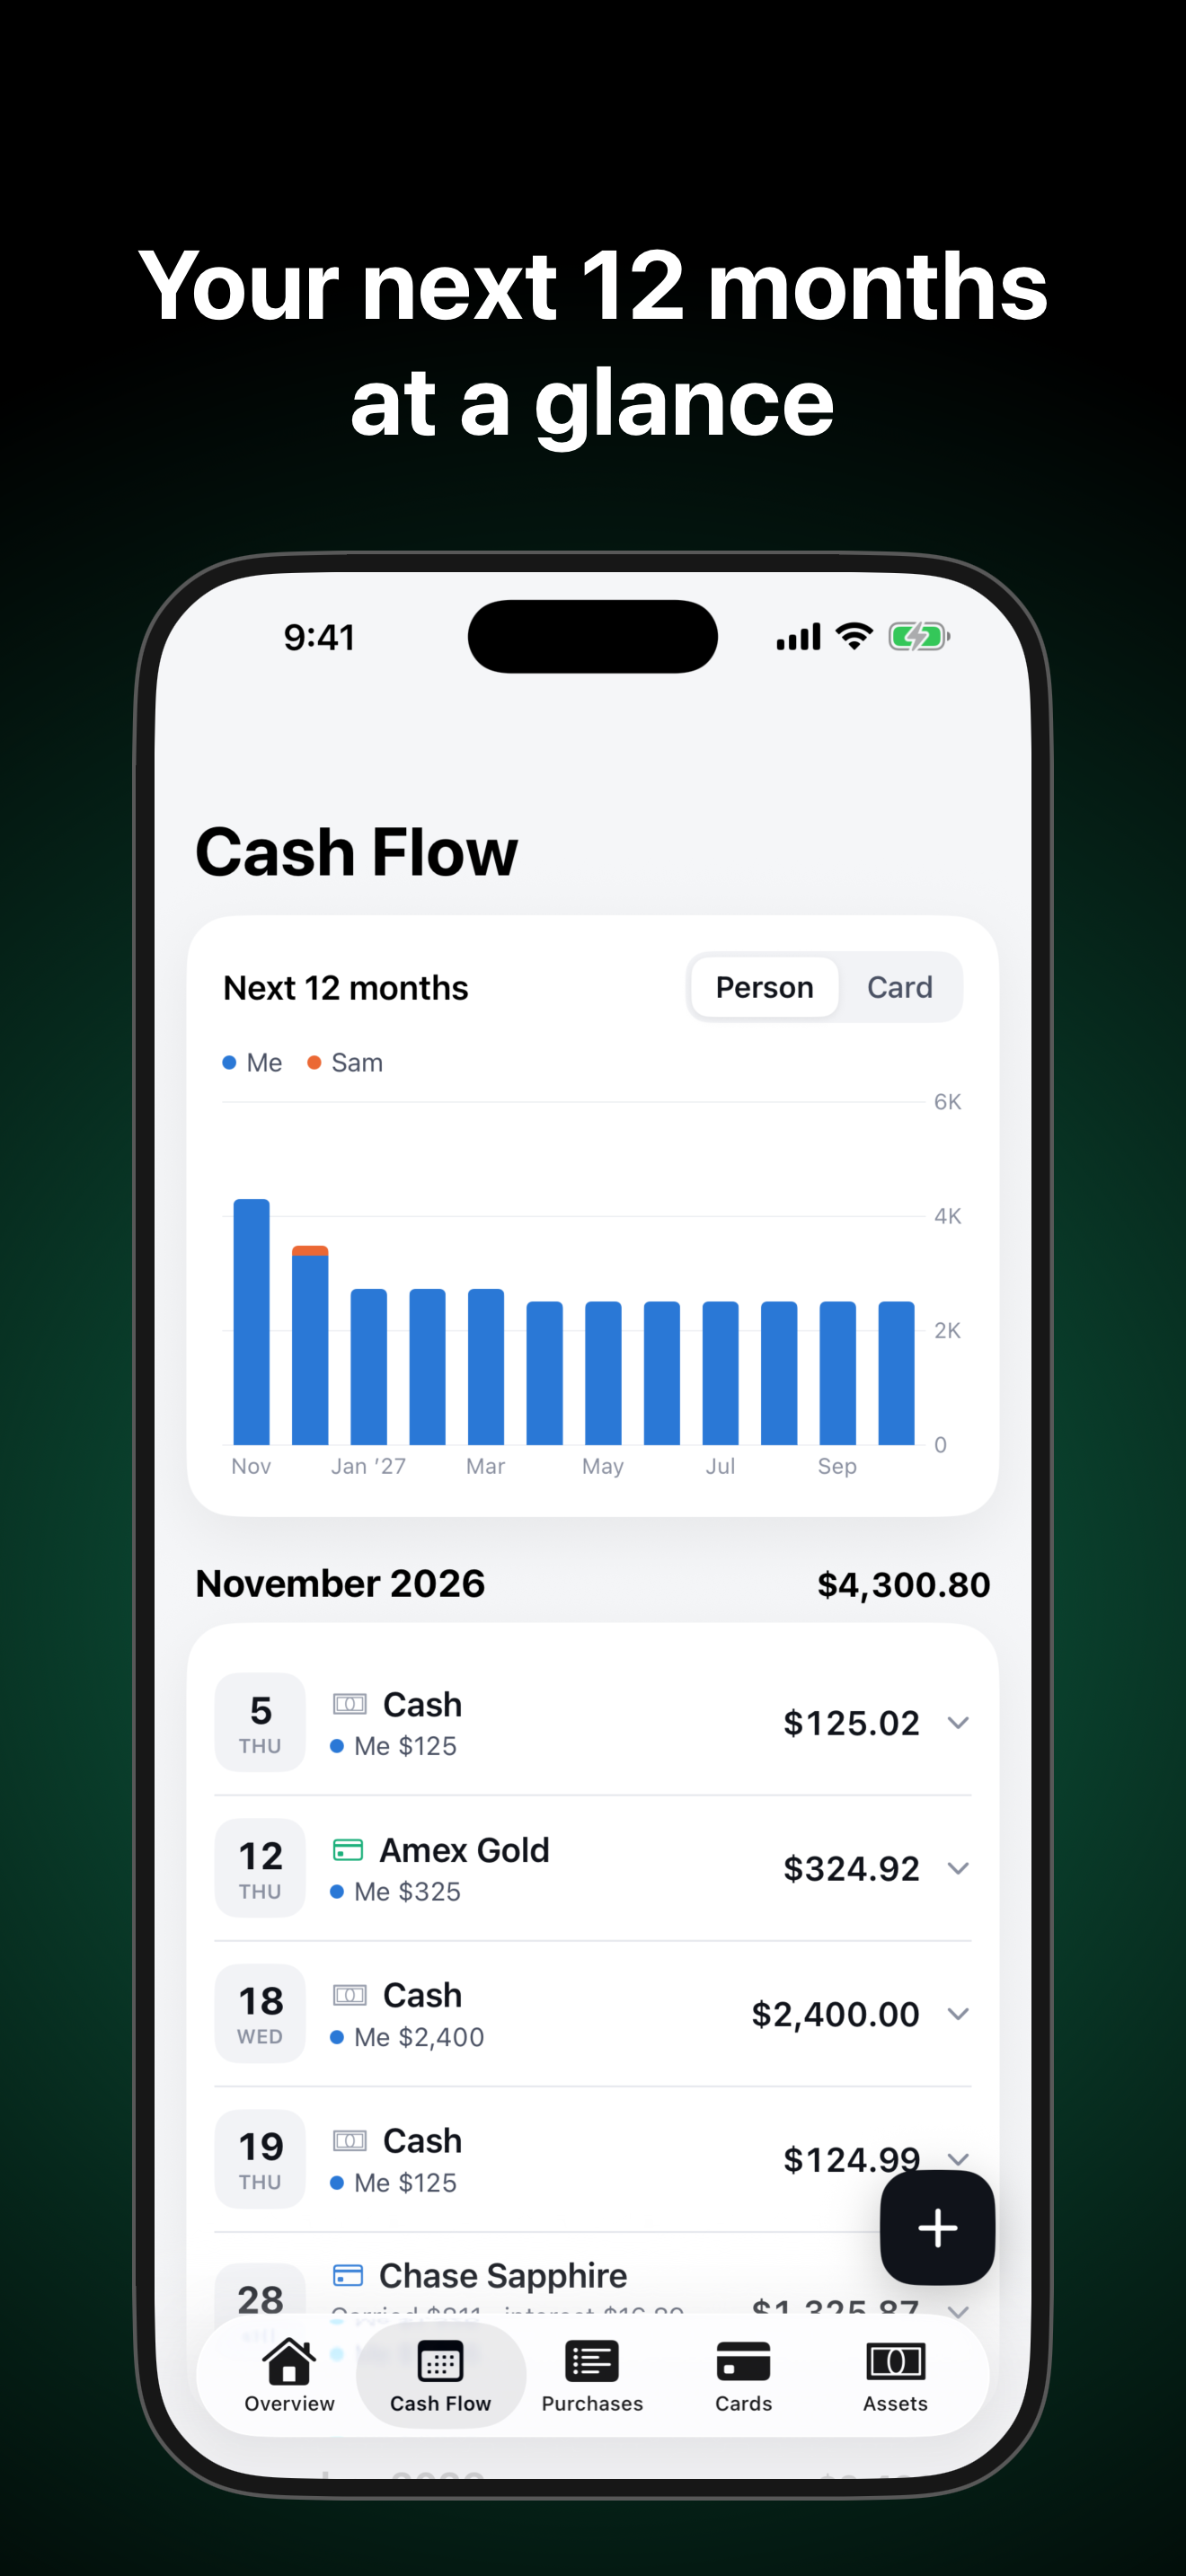 Your next 12 months
at a glance
9:41
Cash Flow
Next 12 months
Person
Card
Me
Sam
6K
4K
2K
0
Nov
Jan ’27
Mar
May
Jul
Sep
November 2026
$4,300.80
5
THU
Cash
$125.02
Me $125
12
THU
Amex Gold
$324.92
Me $325
18
WED
Cash
$2,400.00
Me $2,400
19
THU
Cash
$124.99
Me $125
28
Chase Sapphire
$1,325.87
Overview
Cash Flow
Purchases
Cards
Assets